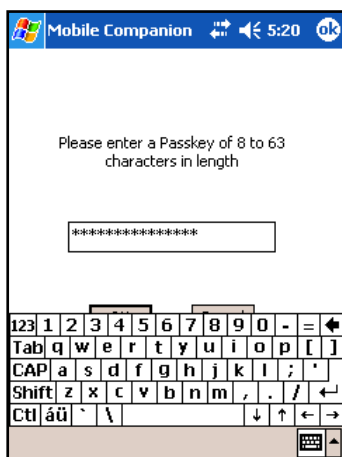 Mobile Companion 5:20 ok
Please enter a Passkey of 8 to 63
characters in length
***************
123 1 2 3 4 5 6 7 8 9 0 - =
Tab q w e r t y u i o p [ ]
CAP a s d f g h j k l ; '
Shift z x c v b n m , . /
Ctl áü ` \